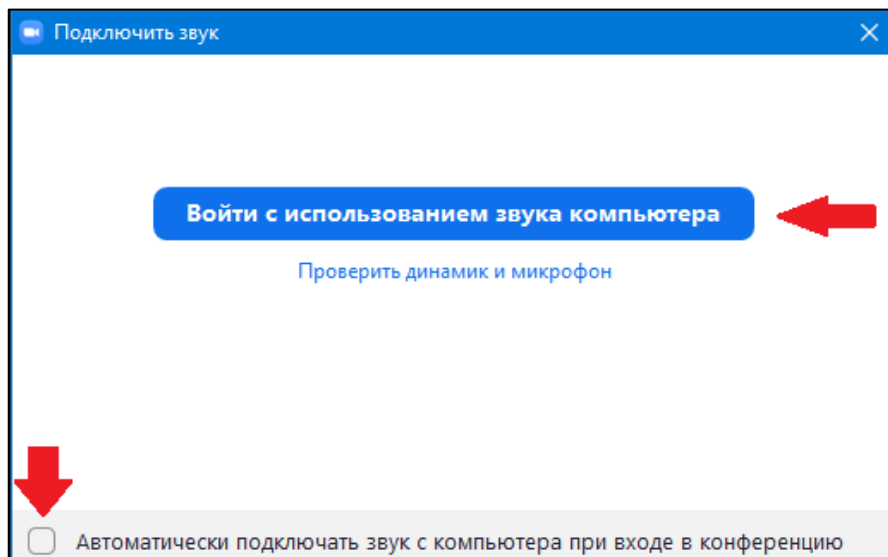 Подключить звук
Войти с использованием звука компьютера
Проверить динамик и микрофон
Автоматически подключать звук с компьютера при входе в конференцию